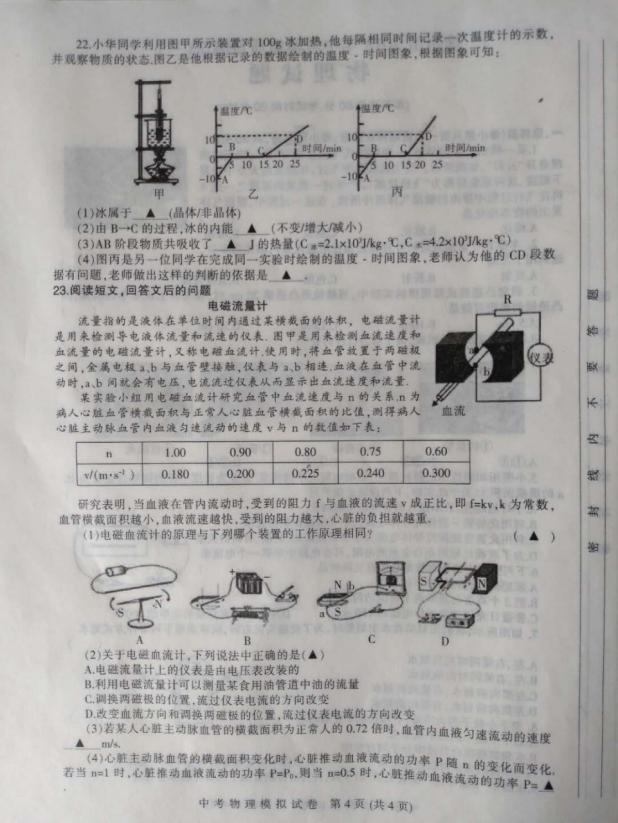 22.小华同学利用图甲所示装置对100g冰加热,他每隔相同时间记录一次温度计的示数,
并观察物质的状态.图乙是他根据记录的数据绘制的温度-时间图象,根据图象可知:
温度/℃
10
0
-10
A
B
C
D
5 10 15 20 25
时间/min
温度/℃
10
0
-10
A
B
C
D
5 10 15 20 25
时间/min
甲
乙
丙
(1)冰属于 ▲ (晶体/非晶体)
(2)由B→C的过程,冰的内能 ▲ (不变/增大/减小)
(3)AB阶段物质共吸收了 ▲ J的热量(C冰=2.1×10³J/kg·℃,C水=4.2×10³J/kg·℃)
(4)图丙是另一位同学在完成同一实验时绘制的温度-时间图象,老师认为他的CD段数
据有问题,老师做出这样的判断的依据是 ▲ .
23.阅读短文,回答文后的问题
电磁流量计
流量指的是液体在单位时间内通过某横截面的体积, 电磁流量计
是用来检测导电液体流量和流速的仪表. 图甲是用来检测血流速度和
血流量的电磁流量计,又称电磁血流计.使用时,将血管放置于两磁极
之间,金属电极a、b与血管壁接触,仪表与a、b相连.血液在血管中流
动时,a、b间就会有电压,电流流过仪表从而显示出血流速度和流量.
某实验小组用电磁血流计研究血管中血流速度与n的关系.n为
病人心脏血管横截面积与正常人心脏血管横截面积的比值,测得病人
心脏主动脉血管内血液匀速流动的速度v与n的数值如下表:
R
a
b
仪表
血流
n 1.00 0.90 0.80 0.75 0.60
v/(m·s⁻¹) 0.180 0.200 0.225 0.240 0.300
研究表明,当血液在管内流动时,受到的阻力f与血液的流速v成正比,即f=kv,k为常数,
血管横截面积越小,血液流速越快,受到的阻力越大,心脏的负担就越重.
(1)电磁血流计的原理与下列哪个装置的工作原理相同? ( ▲ )
S N
N b
a S
S N
A B C D
(2)关于电磁血流计,下列说法中正确的是(▲)
A.电磁流量计上的仪表是由电压表改装的
B.利用电磁流量计可以测量某食用油管道中油的流量
C.调换两磁极的位置,流过仪表电流的方向改变
D.改变血流方向和调换两磁极的位置,流过仪表电流的方向改变
(3)若某人心脏主动脉血管的横截面积为正常人的0.72倍时,血管内血液匀速流动的速度
▲ m/s.
(4)心脏主动脉血管的横截面积变化时,心脏推动血液流动的功率P随n的变化而变化.
若当n=1时,心脏推动血液流动的功率P=P₀,则当n=0.5时,心脏推动血液流动的功率P= ▲
中考物理模拟试卷 第4页(共4页)
密 封 线 内 不 要 答 题